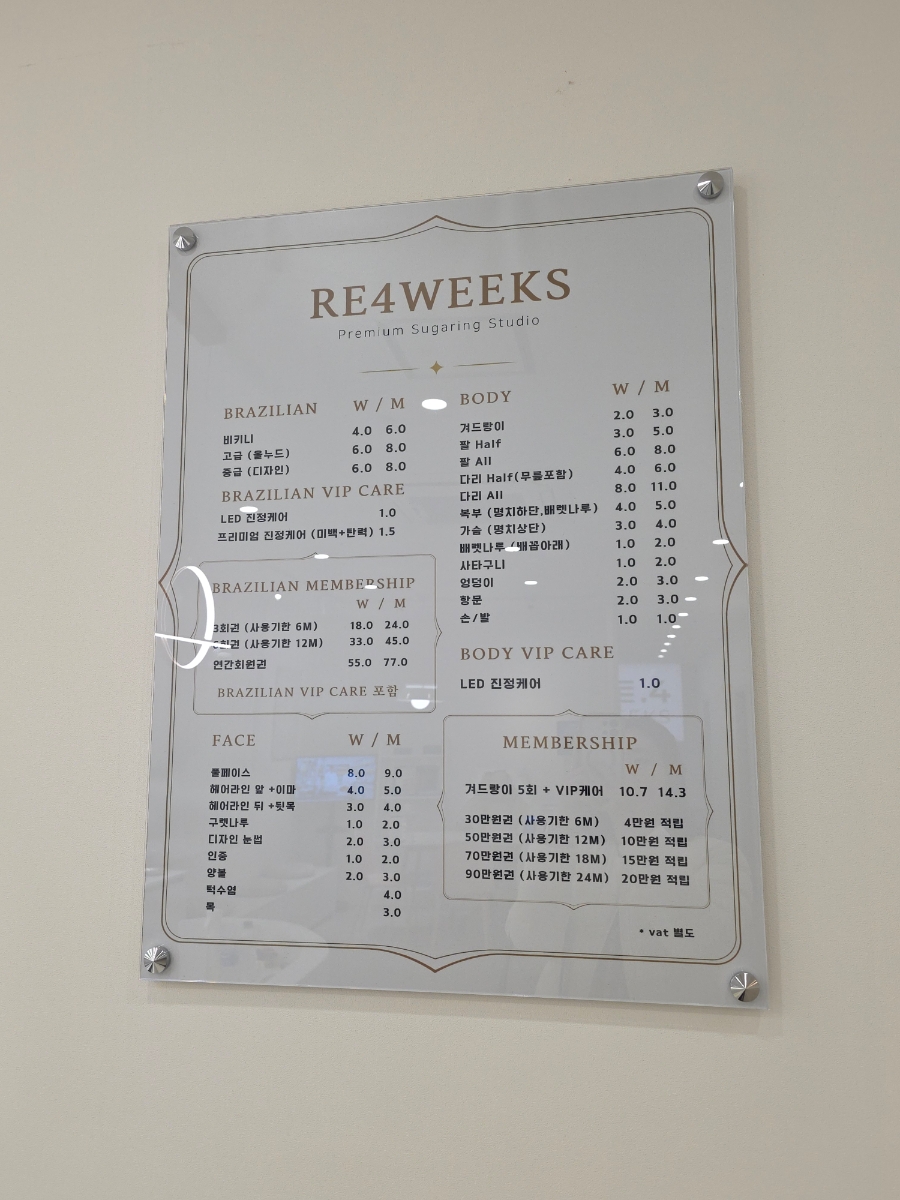 RE4WEEKS
Premium Sugaring Studio
BRAZILIAN W / M
비키니 4.0 6.0
고급 (올누드) 6.0 8.0
중급 (디자인) 6.0 8.0
BRAZILIAN VIP CARE
LED 진정케어 1.0
프리미엄 진정케어 (미백+탄력) 1.5
BRAZILIAN MEMBERSHIP
W / M
3회권 (사용기한 6M) 18.0 24.0
(사용기한 12M) 33.0 45.0
연간회원권 55.0 77.0
BRAZILIAN VIP CARE 포함
FACE W / M
풀페이스 8.0 9.0
헤어라인 앞 +이마 4.0 5.0
헤어라인 뒤 +뒷목 3.0 4.0
구렛나루 1.0 2.0
디자인 눈썹 2.0 3.0
인중 1.0 2.0
양볼 2.0 3.0
턱수염 4.0
목 3.0
BODY W / M
겨드랑이 2.0 3.0
팔 Half 3.0 5.0
팔 All 6.0 8.0
다리 Half(무릎포함) 4.0 6.0
다리 All 8.0 11.0
복부 (명치하단,배렛나루) 4.0 5.0
가슴 (명치상단) 3.0 4.0
배렛나루 (배꼽아래) 1.0 2.0
사타구니 1.0 2.0
엉덩이 2.0 3.0
항문 2.0 3.0
손/발 1.0 1.0
BODY VIP CARE
LED 진정케어 1.0
MEMBERSHIP
W / M
겨드랑이 5회 + VIP케어 10.7 14.3
30만원권 (사용기한 6M) 4만원 적립
50만원권 (사용기한 12M) 10만원 적립
70만원권 (사용기한 18M) 15만원 적립
90만원권 (사용기한 24M) 20만원 적립
* vat 별도